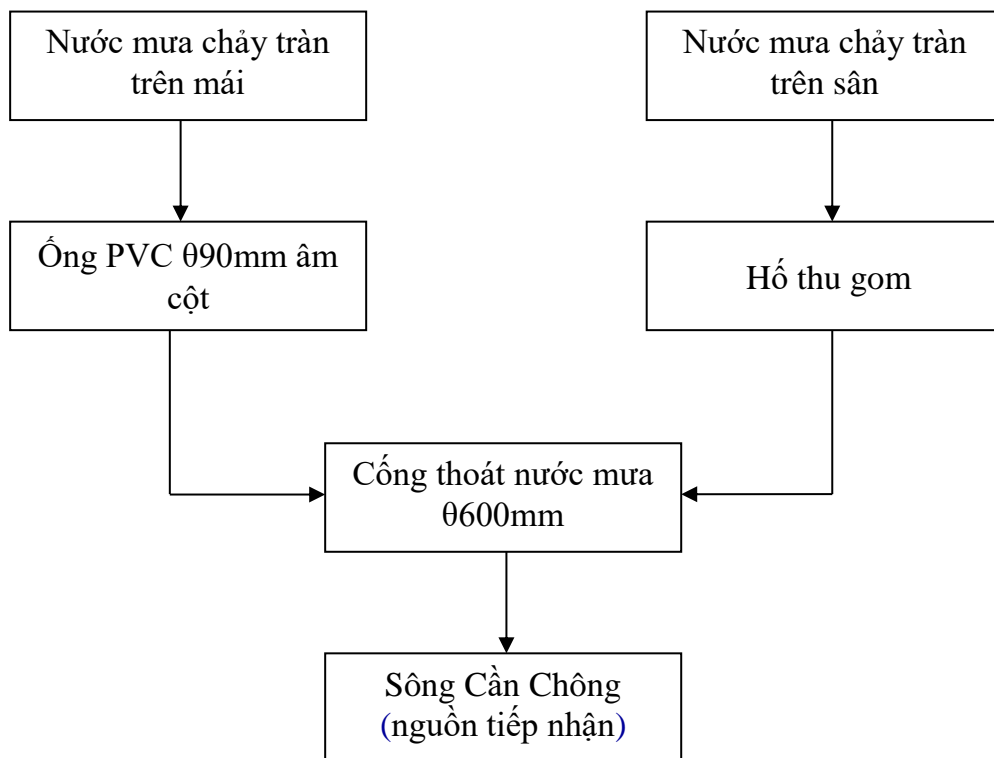 Nước mưa chảy tràn
trên mái
Nước mưa chảy tràn
trên sân
Ống PVC θ90mm âm
cột
Hố thu gom
Cống thoát nước mưa
θ600mm
Sông Cần Chông
(nguồn tiếp nhận)